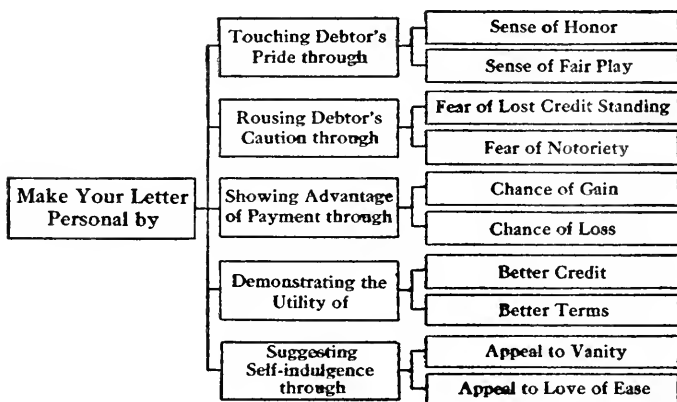 Make Your Letter
Personal by
Touching Debtor's
Pride through
Sense of Honor
Sense of Fair Play
Rousing Debtor's
Caution through
Fear of Lost Credit Standing
Fear of Notoriety
Showing Advantage
of Payment through
Chance of Gain
Chance of Loss
Demonstrating the
Utility of
Better Credit
Better Terms
Suggesting
Self-indulgence
through
Appeal to Vanity
Appeal to Love of Ease